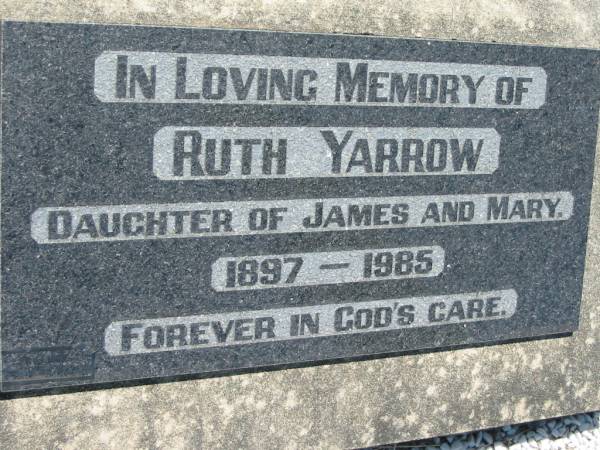 In Loving Memory of
Ruth Yarrow
Daughter of James and Mary.
1897 – 1985
Forever in God's care.